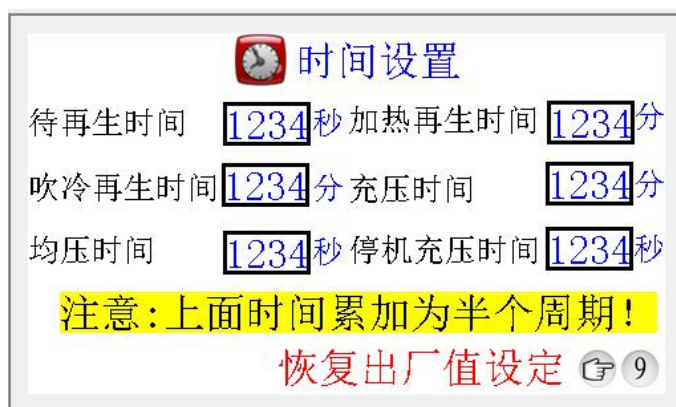 时间设置
待再生时间 1234秒 加热再生时间 1234分
吹冷再生时间 1234分 充压时间 1234分
均压时间 1234秒 停机充压时间 1234秒
注意:上面时间累加为半个周期!
恢复出厂值设定 9